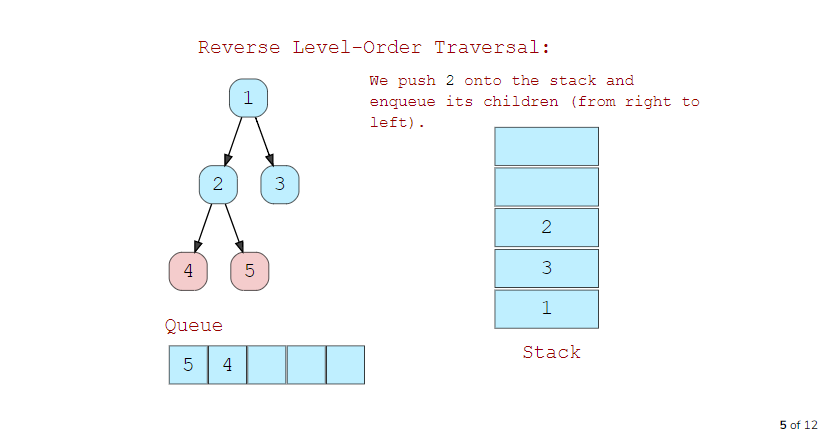 Reverse Level-Order Traversal:
We push 2 onto the stack and
enqueue its children (from right to
left).
1
2 3
4 5
2
3
1
Stack
Queue
5 4
5 of 12